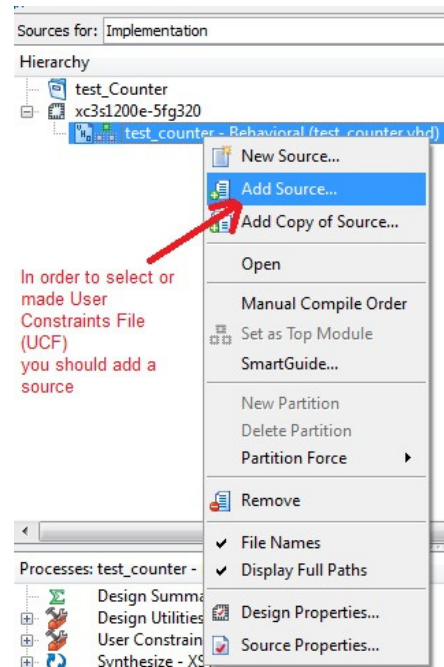 Sources for: Implementation
Hierarchy
test_Counter
xc3s1200e-5fg320
test_counter - Behavioral (test_counter.vhd)
New Source...
Add Source...
Add Copy of Source...
Open
Manual Compile Order
Set as Top Module
SmartGuide...
New Partition
Delete Partition
Partition Force
Remove
File Names
Display Full Paths
Design Properties...
Source Properties...
In order to select or
made User
Constraints File
(UCF)
you should add a
source
Processes: test_counter -
Design Summa
Design Utilities
User Constrain
Synthesize - XS